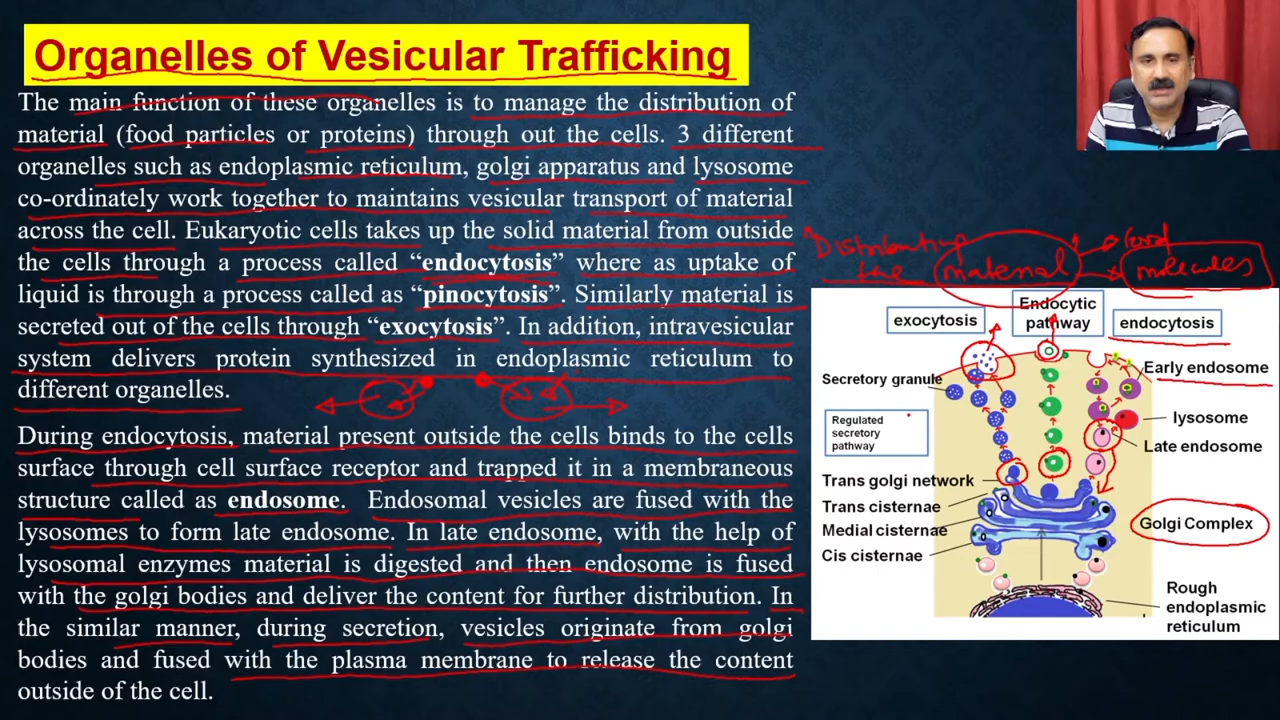 Organelles of Vesicular Trafficking
The main function of these organelles is to manage the distribution of
material (food particles or proteins) through out the cells. 3 different
organelles such as endoplasmic reticulum, golgi apparatus and lysosome
co-ordinately work together to maintains vesicular transport of material
across the cell. Eukaryotic cells takes up the solid material from outside
the cells through a process called “endocytosis” where as uptake of
liquid is through a process called as “pinocytosis”. Similarly material is
secreted out of the cells through “exocytosis”. In addition, intravesicular
system delivers protein synthesized in endoplasmic reticulum to
different organelles.
During endocytosis, material present outside the cells binds to the cells
surface through cell surface receptor and trapped it in a membraneous
structure called as endosome. Endosomal vesicles are fused with the
lysosomes to form late endosome. In late endosome, with the help of
lysosomal enzymes material is digested and then endosome is fused
with the golgi bodies and deliver the content for further distribution. In
the similar manner, during secretion, vesicles originate from golgi
bodies and fused with the plasma membrane to release the content
outside of the cell.
the material
food
molecules
exocytosis
Endocytic
pathway
endocytosis
Secretory granule
Early endosome
Regulated
secretory
pathway
lysosome
Late endosome
Trans golgi network
Trans cisternae
Medial cisternae
Cis cisternae
Golgi Complex
Rough
endoplasmic
reticulum